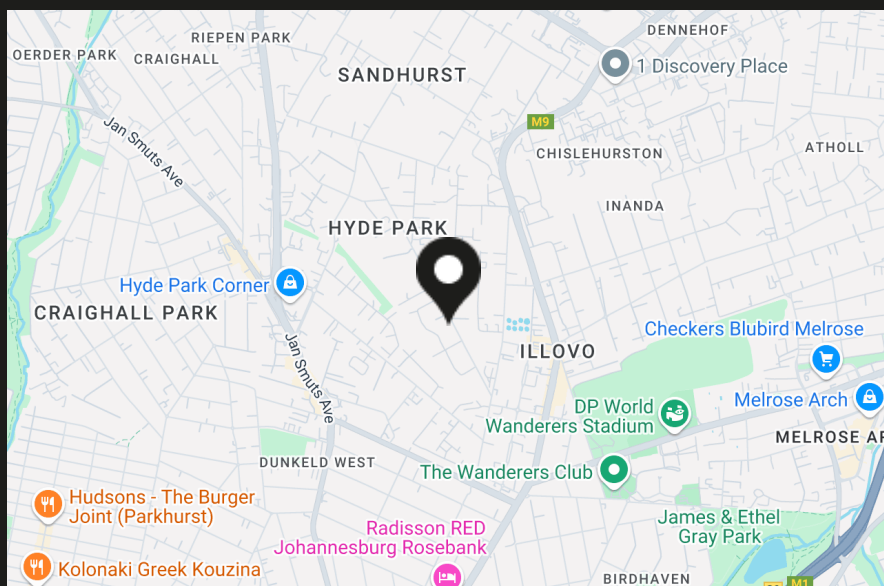 RIEPEN PARK
DENNEHOF
OERDER PARK
CRAIGHALL
SANDHURST
1 Discovery Place
Jan Smuts Ave
M9
CHISLEHURSTON
ATHOLL
INANDA
HYDE PARK
Hyde Park Corner
CRAIGHALL PARK
Checkers Blubird Melrose
Jan Smuts Ave
ILLOVO
Melrose Arch
DP World
Wanderers Stadium
MELROSE AR
DUNKELD WEST
The Wanderers Club
Hudsons - The Burger
Joint (Parkhurst)
James & Ethel
Gray Park
Radisson RED
Johannesburg Rosebank
Kolonaki Greek Kouzina
BIRDHAVEN
M1